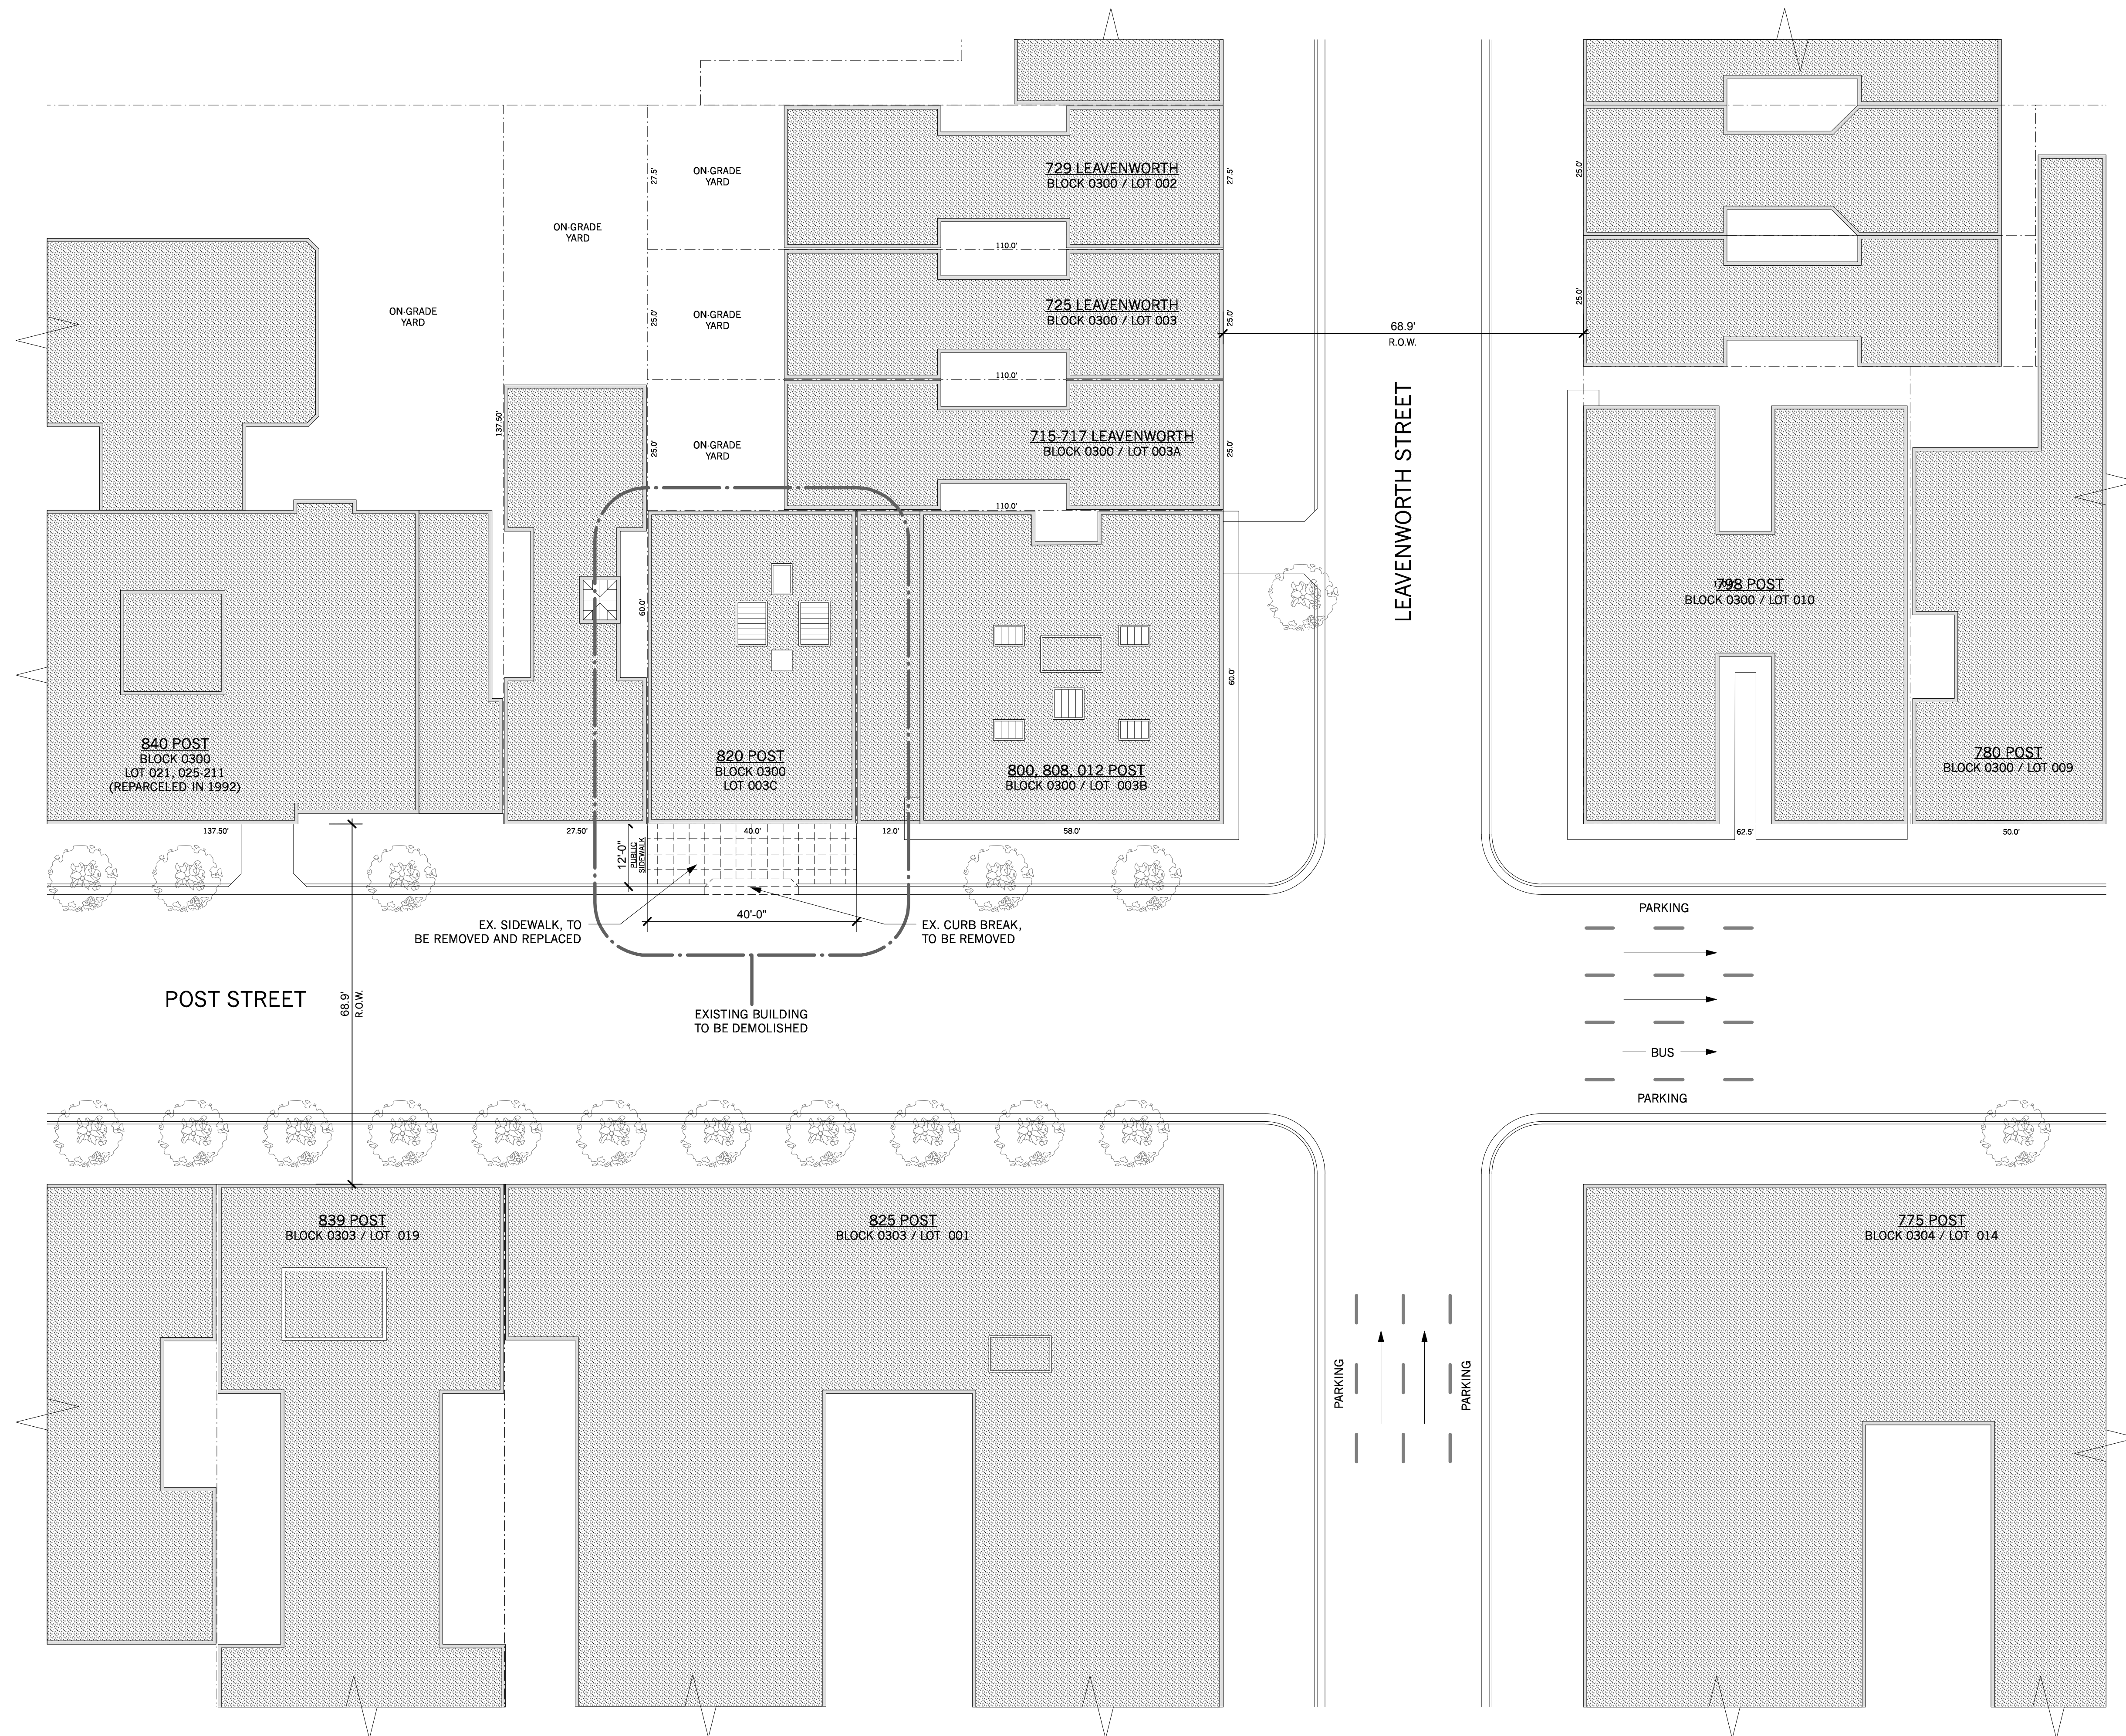 729 LEAVENWORTH
BLOCK 0300 / LOT 002
27.5'
ON-GRADE
YARD
27.5'
25.0'
ON-GRADE
YARD
110.0'
ON-GRADE
YARD
725 LEAVENWORTH
BLOCK 0300 / LOT 003
25.0'
ON-GRADE
YARD
25.0'
25.0'
68.9'
R.O.W.
110.0'
LEAVENWORTH STREET
137.50'
715-717 LEAVENWORTH
BLOCK 0300 / LOT 003A
25.0'
ON-GRADE
YARD
25.0'
110.0'
60.0'
798 POST
BLOCK 0300 / LOT 010
60.0'
840 POST
BLOCK 0300
LOT 021, 025-211
(REPARCELED IN 1992)
820 POST
BLOCK 0300
LOT 003C
800, 808, 012 POST
BLOCK 0300 / LOT 003B
780 POST
BLOCK 0300 / LOT 009
137.50'
27.50'
40.0'
12.0'
58.0'
62.5'
50.0'
12'-0"
PUBLIC
SIDEWALK
40'-0"
EX. SIDEWALK, TO
BE REMOVED AND REPLACED
EX. CURB BREAK,
TO BE REMOVED
PARKING
POST STREET
68.9'
R.O.W.
EXISTING BUILDING
TO BE DEMOLISHED
BUS
PARKING
839 POST
BLOCK 0303 / LOT 019
825 POST
BLOCK 0303 / LOT 001
775 POST
BLOCK 0304 / LOT 014
PARKING
PARKING